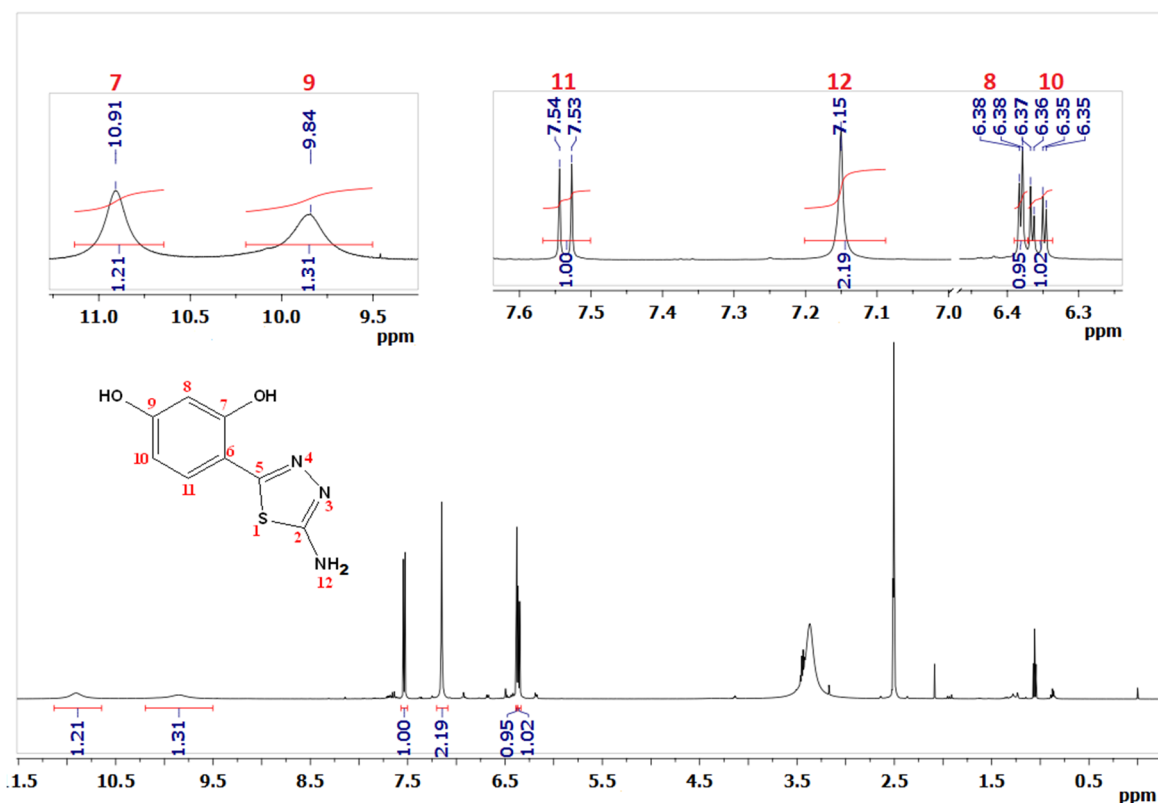 7 9 11 12 8 10
10.91 9.84 7.54 7.53 7.15 6.38 6.38 6.37 6.36 6.35 6.35
1.21 1.31 1.00 2.19 0.95 1.02
11.0 10.5 10.0 9.5
ppm
7.6 7.5 7.4 7.3 7.2 7.1 7.0 6.4 6.3
ppm
HO 8 OH
9 7
10 6 4
N
11 5 N
3
S
1 2
NH2
12
1.21 1.31 1.00 2.19 0.95 1.02
.1.5 10.5 9.5 8.5 7.5 6.5 5.5 4.5 3.5 2.5 1.5 0.5
ppm